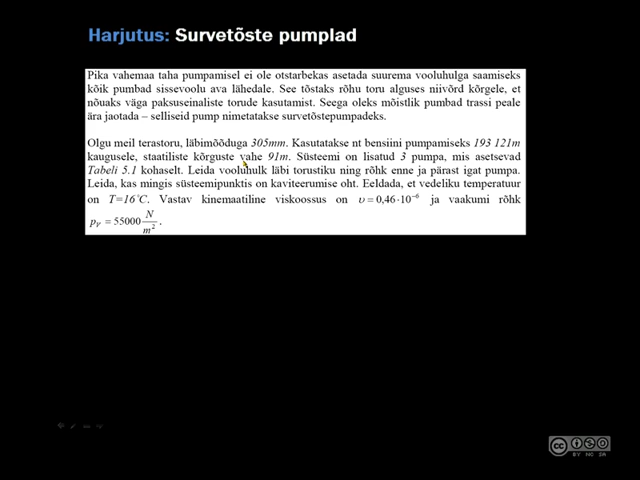 Harjutus: Survetõste pumplad
Pika vahemaa taha pumpamisel ei ole otstarbekas asetada suurema vooluhulga saamiseks
kõik pumbad sissevoolu ava lähedale. See tõstaks rõhu toru alguses niivõrd kõrgele, et
nõuaks väga paksuseinaliste torude kasutamist. Seega oleks mõistlik pumbad trassi peale
ära jaotada – selliseid pump nimetatakse survetõstepumpadeks.
Olgu meil terastoru, läbimõõduga 305mm. Kasutatakse nt bensiini pumpamiseks 193 121m
kaugusele, staatiliste kõrguste vahe 91m. Süsteemi on lisatud 3 pumpa, mis asetsevad
Tabeli 5.1 kohaselt. Leida vooluhulk läbi torustiku ning rõhk enne ja pärast igat pumpa.
Leida, kas mingis süsteemipunktis on kaviteerumise oht. Eeldada, et vedeliku temperatuur
on T=16°C. Vastav kinemaatiline viskoossus on υ = 0,46·10⁻⁶ ja vaakumi rõhk
p_V = 55000 N/m².
cc BY NC SA